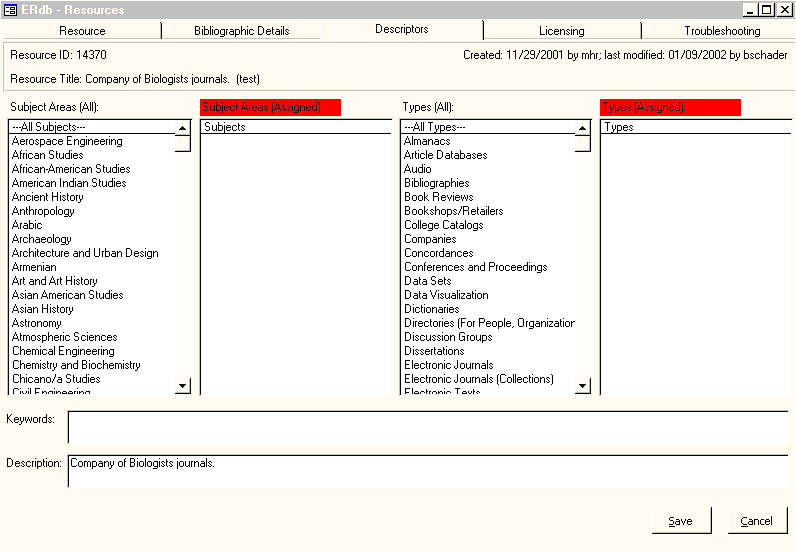 ERdb - Resources
Resource Bibliographic Details Descriptors Licensing Troubleshooting
Resource ID: 14370 Created: 11/29/2001 by mhr; last modified: 01/09/2002 by bschader
Resource Title: Company of Biologists journals. (test)
Subject Areas (All): Subject Areas (Assigned): Types (All): Types (Assigned):
---All Subjects---
Aerospace Engineering
African Studies
African-American Studies
American Indian Studies
Ancient History
Anthropology
Arabic
Archaeology
Architecture and Urban Design
Armenian
Art and Art History
Asian American Studies
Asian History
Astronomy
Atmospheric Sciences
Chemical Engineering
Chemistry and Biochemistry
Chicano/a Studies
Civil Engineering
Subjects
---All Types---
Almanacs
Article Databases
Audio
Bibliographies
Book Reviews
Bookshops/Retailers
College Catalogs
Companies
Concordances
Conferences and Proceedings
Data Sets
Data Visualization
Dictionaries
Directories (For People, Organization
Discussion Groups
Dissertations
Electronic Journals
Electronic Journals (Collections)
Electronic Texts
Types
Keywords:
Description: Company of Biologists journals.
Save Cancel